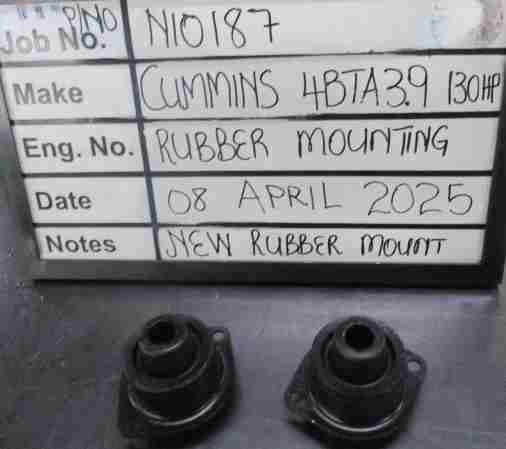 P/NO
Job No. N10187
Make CUMMINS 4BTA3.9 130HP
Eng. No. RUBBER MOUNTING
Date 08 APRIL 2025
Notes NEW RUBBER MOUNT